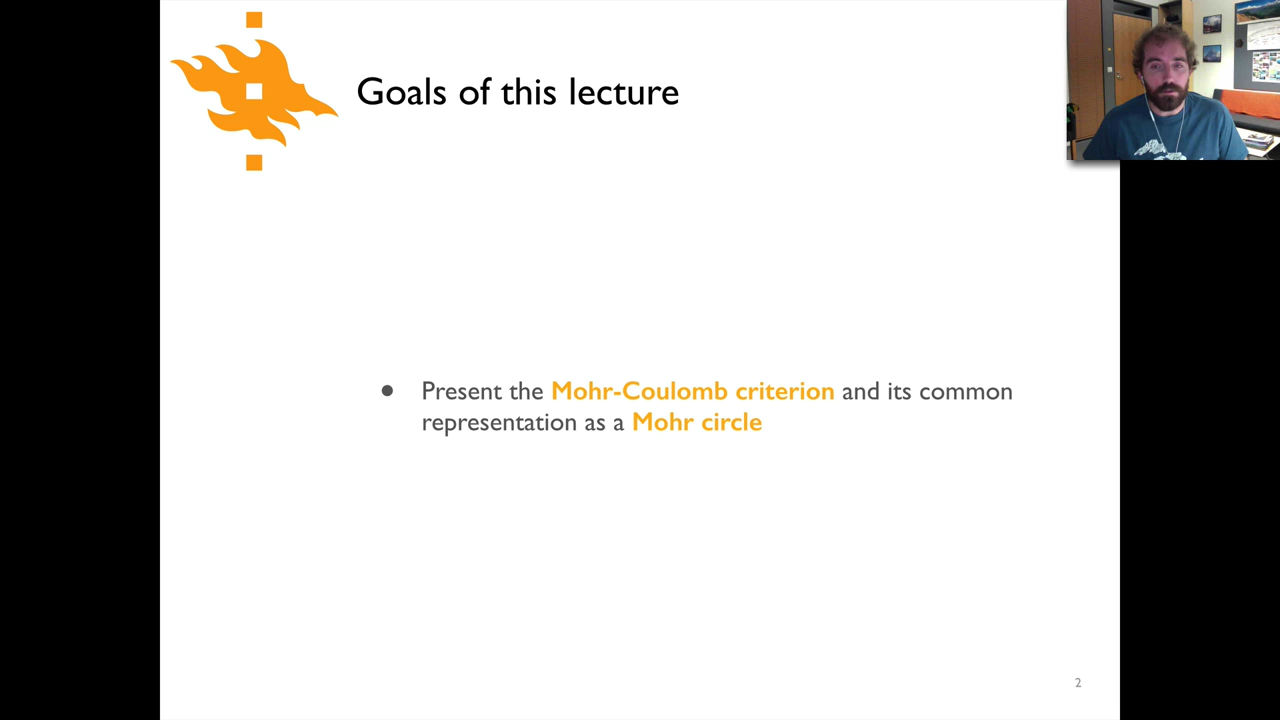 Goals of this lecture
● Present the Mohr-Coulomb criterion and its common
representation as a Mohr circle
2